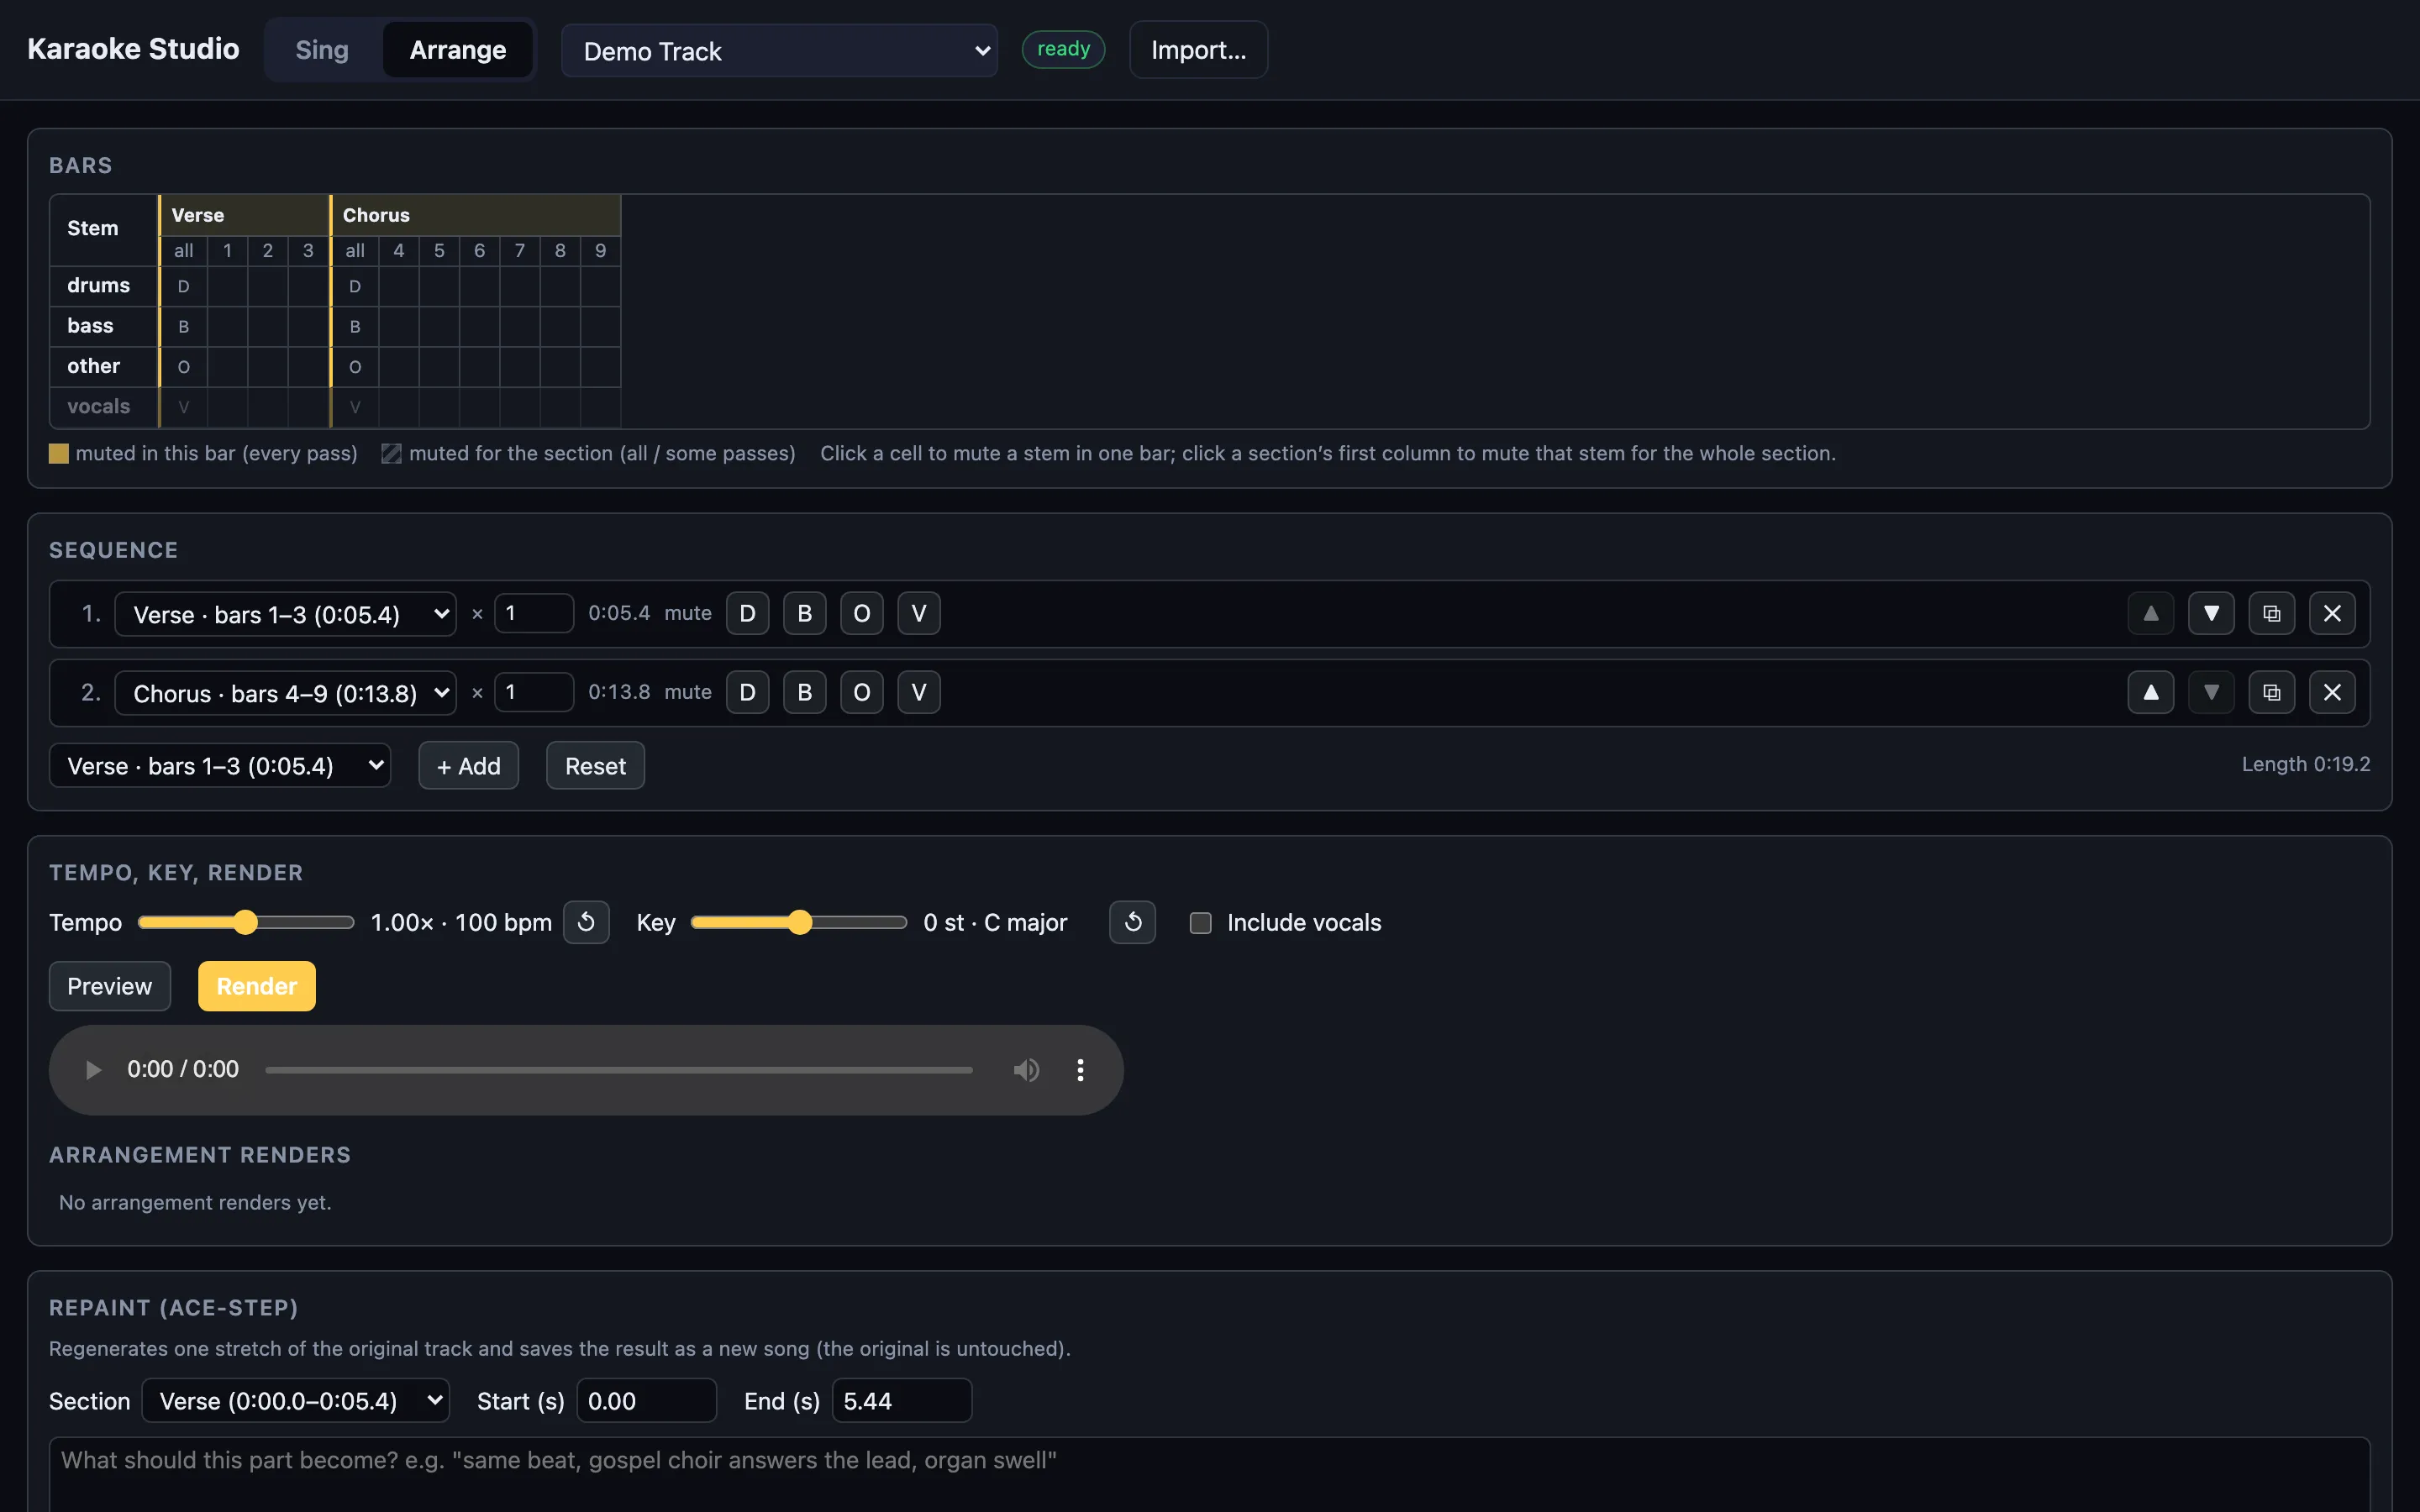 Karaoke Studio Sing Arrange Demo Track ready Import...
BARS
Stem Verse Chorus
all 1 2 3 all 4 5 6 7 8 9
drums D D
bass B B
other O O
vocals V V
muted in this bar (every pass) muted for the section (all / some passes) Click a cell to mute a stem in one bar; click a section’s first column to mute that stem for the whole section.
SEQUENCE
1. Verse · bars 1–3 (0:05.4) × 1 0:05.4 mute D B O V
2. Chorus · bars 4–9 (0:13.8) × 1 0:13.8 mute D B O V
Verse · bars 1–3 (0:05.4) + Add Reset Length 0:19.2
TEMPO, KEY, RENDER
Tempo 1.00× · 100 bpm Key 0 st · C major Include vocals
Preview Render
0:00 / 0:00
ARRANGEMENT RENDERS
No arrangement renders yet.
REPAINT (ACE-STEP)
Regenerates one stretch of the original track and saves the result as a new song (the original is untouched).
Section Verse (0:00.0–0:05.4) Start (s) 0.00 End (s) 5.44
What should this part become? e.g. "same beat, gospel choir answers the lead, organ swell"